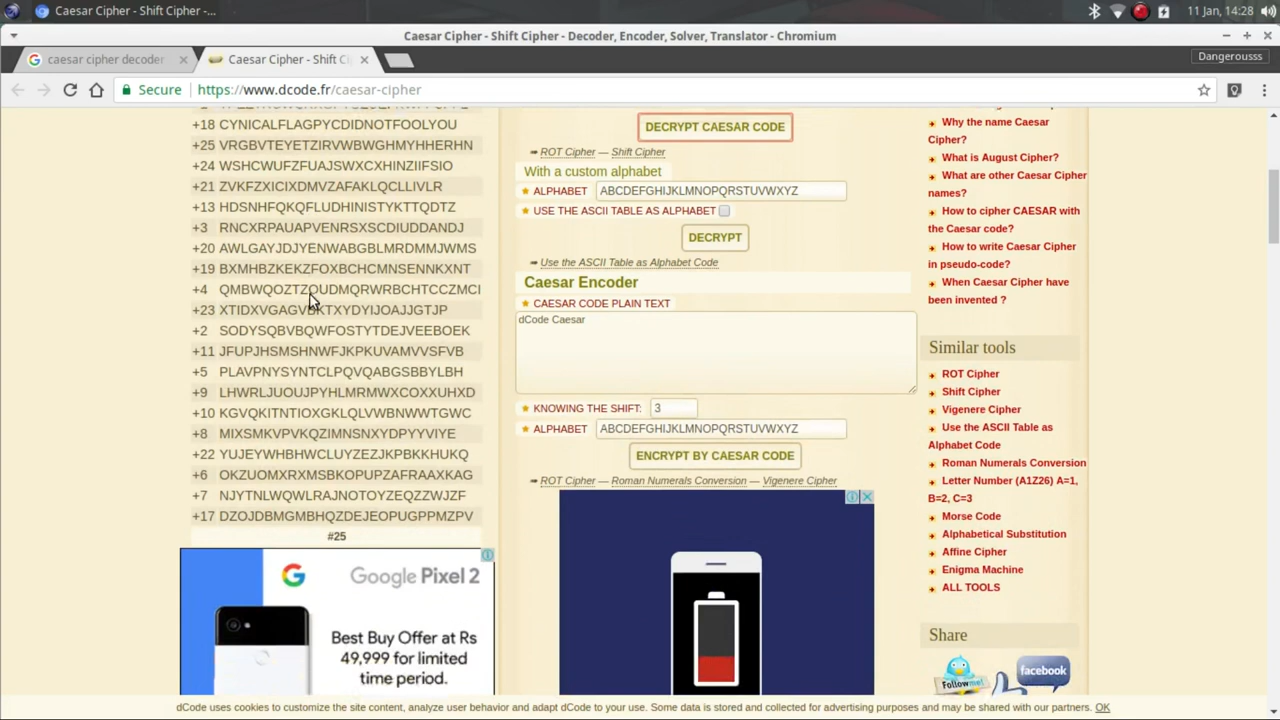 Caesar Cipher - Shift Cipher -...
11 Jan, 14:28
Caesar Cipher - Shift Cipher - Decoder, Encoder, Solver, Translator - Chromium
caesar cipher decoder
Caesar Cipher - Shift Ci
Dangerousss
Secure
https://www.dcode.fr/caesar-cipher
+18 CYNICALFLAGPYCDIDNOTFOOLYOU
+25 VRGBVTEYETZIRVWBWGHMYHHERHN
+24 WSHCWUFZFUAJSWXCXHINZIIFSIO
+21 ZVKFZXICIXDMVZAFAKLQCLLIVLR
+13 HDSNHFQKQFLUDHINISTYKTTQDTZ
+3 RNCXRPAUAPVENRSXSCDIUDDANDJ
+20 AWLGAYJDJYENWABGBLMRDMMJWMS
+19 BXMHBZKEKZFOXBCHCMNSENNKXNT
+4 QMBWQOZTZOUDMQRWRBCHTCCZMCI
+23 XTIDXVGAGVBKTXYDYIJOAJJGTJP
+2 SODYSQBVBQWFOSTYTDEJVEEBOEK
+11 JFUPJHSMSHNWFJKPKUVAMVVSFVB
+5 PLAVPNYSYNTCLPQVQABGSBBYLBH
+9 LHWRLJUOUJPYHLMRMWXCOXXUHXD
+10 KGVQKITNTIOXGKLQLVWBNWWTGWC
+8 MIXSMKVPVKQZIMNSNXYDPYYVIYE
+22 YUJEYWHBHWCLUYZEZJKPBKKHUKQ
+6 OKZUOMXRXMSBKOPUPZAFRAAXKAG
+7 NJYTNLWQWLRAJNOTOYZEQZZWJZF
+17 DZOJDBMGMBHQZDEJEOPUGPPMZPV
#25
Google Pixel 2
Best Buy Offer at Rs
49,999 for limited
time period.
DECRYPT CAESAR CODE
➠ ROT Cipher — Shift Cipher
With a custom alphabet
ALPHABET ABCDEFGHIJKLMNOPQRSTUVWXYZ
USE THE ASCII TABLE AS ALPHABET
DECRYPT
➠ Use the ASCII Table as Alphabet Code
Caesar Encoder
CAESAR CODE PLAIN TEXT
dCode Caesar
KNOWING THE SHIFT: 3
ALPHABET ABCDEFGHIJKLMNOPQRSTUVWXYZ
ENCRYPT BY CAESAR CODE
➠ ROT Cipher — Roman Numerals Conversion — Vigenere Cipher
Why the name Caesar
Cipher?
What is August Cipher?
What are other Caesar Cipher
names?
How to cipher CAESAR with
the Caesar code?
How to write Caesar Cipher
in pseudo-code?
When Caesar Cipher have
been invented ?
Similar tools
ROT Cipher
Shift Cipher
Vigenere Cipher
Use the ASCII Table as
Alphabet Code
Roman Numerals Conversion
Letter Number (A1Z26) A=1,
B=2, C=3
Morse Code
Alphabetical Substitution
Affine Cipher
Enigma Machine
ALL TOOLS
Share
Follow me!
facebook
dCode uses cookies to customize the site content, analyze user behavior and adapt dCode to your use. Some data is stored and collected for advertising purposes and may be shared with our partners. OK